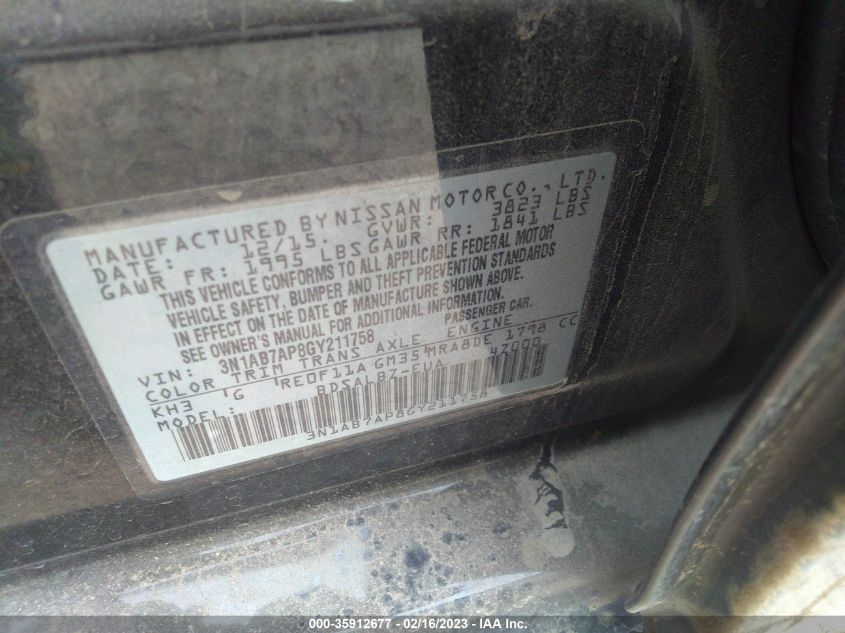 MANUFACTURED BY NISSAN MOTOR CO., LTD.
DATE: 12/15. GVWR: 3823 LBS
GAWR FR: 1995 LBS GAWR RR: 1841 LBS
THIS VEHICLE CONFORMS TO ALL APPLICABLE FEDERAL MOTOR
VEHICLE SAFETY, BUMPER AND THEFT PREVENTION STANDARDS
IN EFFECT ON THE DATE OF MANUFACTURE SHOWN ABOVE.
SEE OWNER'S MANUAL FOR ADDITIONAL INFORMATION.
VIN: 3N1AB7AP8GY211758 PASSENGER CAR.
COLOR TRIM TRANS AXLE ENGINE
KH3 G RE0F11A GM35 MRA8DE 1798 CC
MODEL: BDSALB7-EUA 47000
3N1AB7AP8GY211758
000-35912677 - 02/16/2023 - IAA Inc.